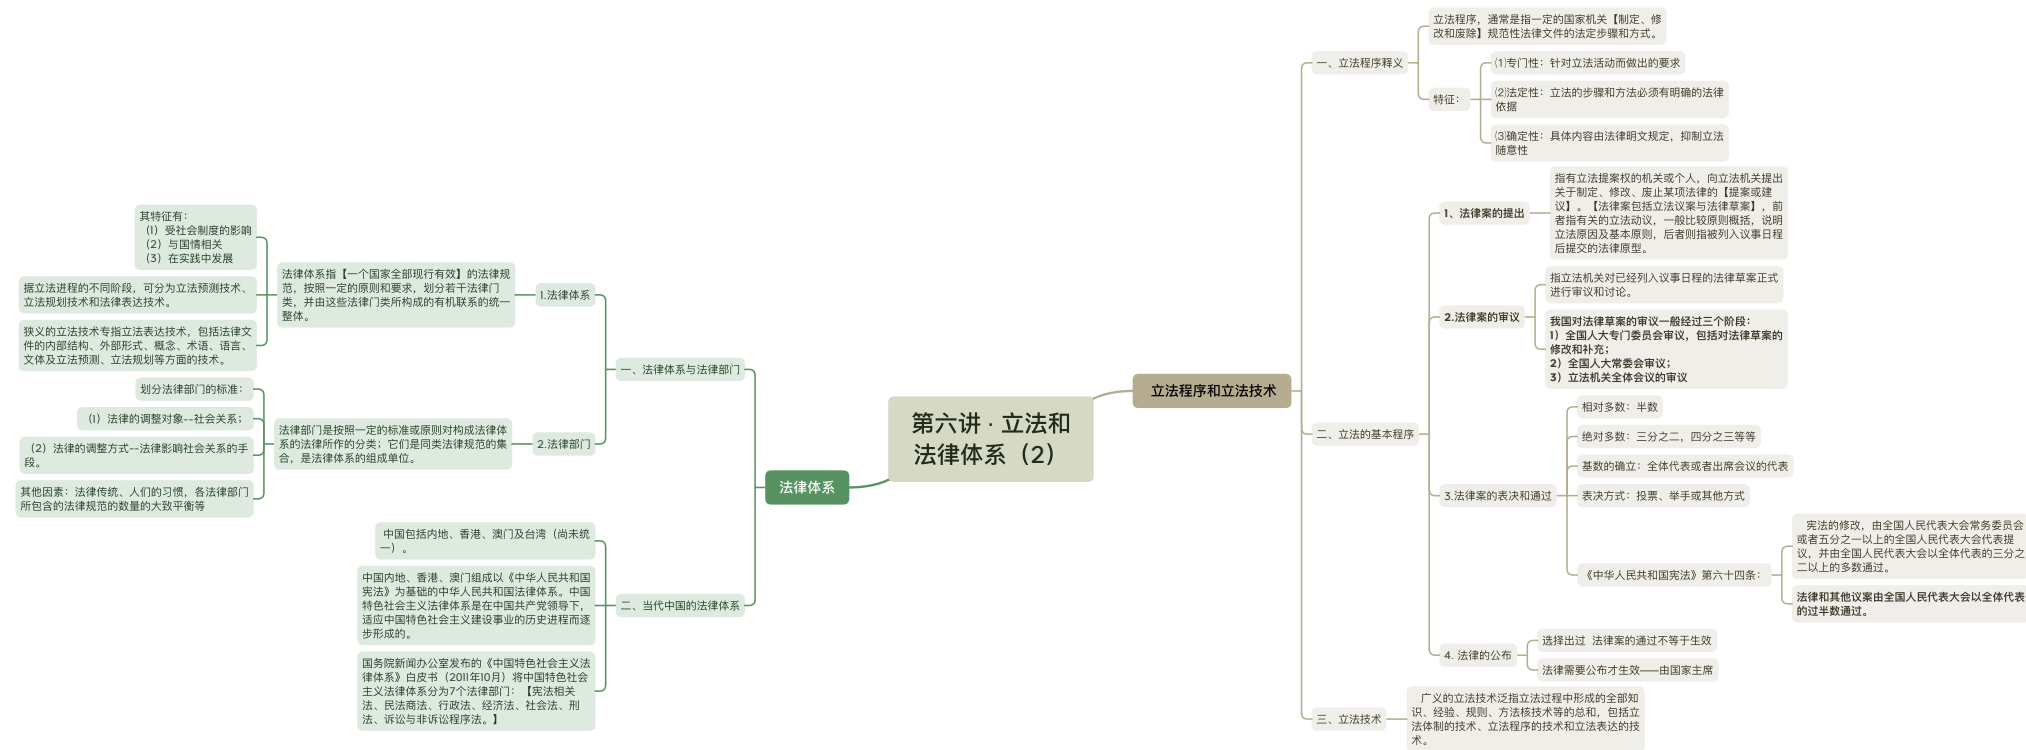 第六讲 · 立法和
法律体系（2）
立法程序和立法技术
一、立法程序释义
立法程序，通常是指一定的国家机关【制定、修
改和废除】规范性法律文件的法定步骤和方式。
特征：
⑴专门性：针对立法活动而做出的要求
⑵法定性：立法的步骤和方法必须有明确的法律
依据
⑶确定性：具体内容由法律明文规定，抑制立法
随意性
二、立法的基本程序
1、法律案的提出
指有立法提案权的机关或个人，向立法机关提出
关于制定、修改、废止某项法律的【提案或建
议】。【法律案包括立法议案与法律草案】，前
者指有关的立法动议，一般比较原则概括，说明
立法原因及基本原则，后者则指被列入议事日程
后提交的法律原型。
2.法律案的审议
指立法机关对已经列入议事日程的法律草案正式
进行审议和讨论。
我国对法律草案的审议一般经过三个阶段：
1）全国人大专门委员会审议，包括对法律草案的
修改和补充；
2）全国人大常委会审议；
3）立法机关全体会议的审议
3.法律案的表决和通过
相对多数：半数
绝对多数：三分之二，四分之三等等
基数的确立：全体代表或者出席会议的代表
表决方式：投票、举手或其他方式
《中华人民共和国宪法》第六十四条：
宪法的修改，由全国人民代表大会常务委员会
或者五分之一以上的全国人民代表大会代表提
议，并由全国人民代表大会以全体代表的三分之
二以上的多数通过。
法律和其他议案由全国人民代表大会以全体代表
的过半数通过。
4. 法律的公布
选择出过 法律案的通过不等于生效
法律需要公布才生效——由国家主席
三、立法技术
广义的立法技术泛指立法过程中形成的全部知
识、经验、规则、方法核技术等的总和，包括立
法体制的技术、立法程序的技术和立法表达的技
术。
法律体系
一、法律体系与法律部门
1.法律体系
法律体系指【一个国家全部现行有效】的法律规
范，按照一定的原则和要求，划分若干法律门
类，并由这些法律门类所构成的有机联系的统一
整体。
其特征有：
（1）受社会制度的影响
（2）与国情相关
（3）在实践中发展
据立法进程的不同阶段，可分为立法预测技术、
立法规划技术和法律表达技术。
狭义的立法技术专指立法表达技术，包括法律文
件的内部结构、外部形式、概念、术语、语言、
文体及立法预测、立法规划等方面的技术。
2.法律部门
法律部门是按照一定的标准或原则对构成法律体
系的法律所作的分类；它们是同类法律规范的集
合，是法律体系的组成单位。
划分法律部门的标准：
（1）法律的调整对象--社会关系；
（2）法律的调整方式--法律影响社会关系的手
段。
其他因素：法律传统、人们的习惯，各法律部门
所包含的法律规范的数量的大致平衡等
二、当代中国的法律体系
中国包括内地、香港、澳门及台湾（尚未统
一）。
中国内地、香港、澳门组成以《中华人民共和国
宪法》为基础的中华人民共和国法律体系。中国
特色社会主义法律体系是在中国共产党领导下，
适应中国特色社会主义建设事业的历史进程而逐
步形成的。
国务院新闻办公室发布的《中国特色社会主义法
律体系》白皮书（2011年10月）将中国特色社会
主义法律体系分为7个法律部门：【宪法相关
法、民法商法、行政法、经济法、社会法、刑
法、诉讼与非诉讼程序法。】